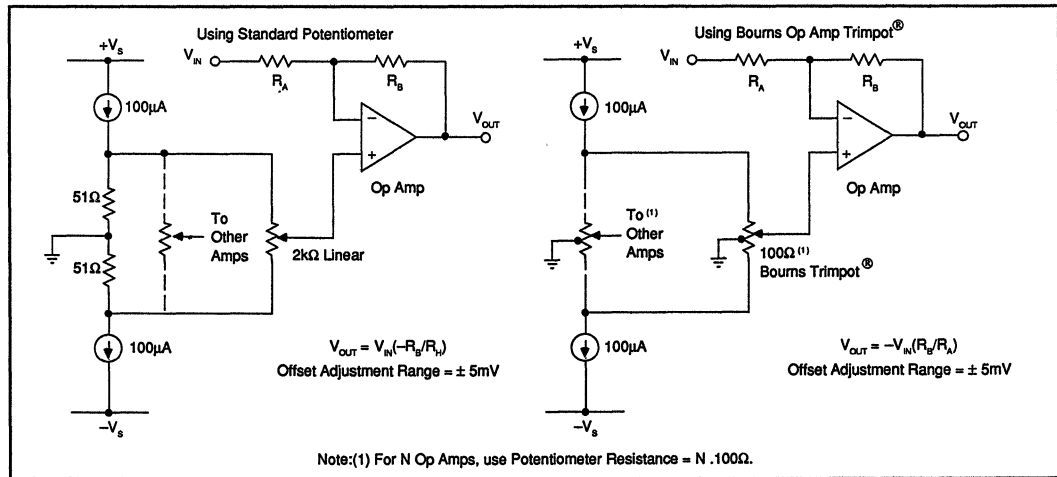 Using Standard Potentiometer
+Vs
VIN
RA
RB
100µA
VOUT
−
+
Op Amp
51Ω
51Ω
To
Other
Amps
2kΩ Linear
100µA
VOUT = VIN(–RB/RH)
Offset Adjustment Range = ± 5mV
–Vs
Using Bourns Op Amp Trimpot®
+Vs
VIN
RA
RB
100µA
VOUT
−
+
Op Amp
To (1)
Other
Amps
100Ω (1)
Bourns Trimpot®
100µA
VOUT = –VIN(RB/RA)
Offset Adjustment Range = ± 5mV
–Vs
Note:(1) For N Op Amps, use Potentiometer Resistance = N .100Ω.